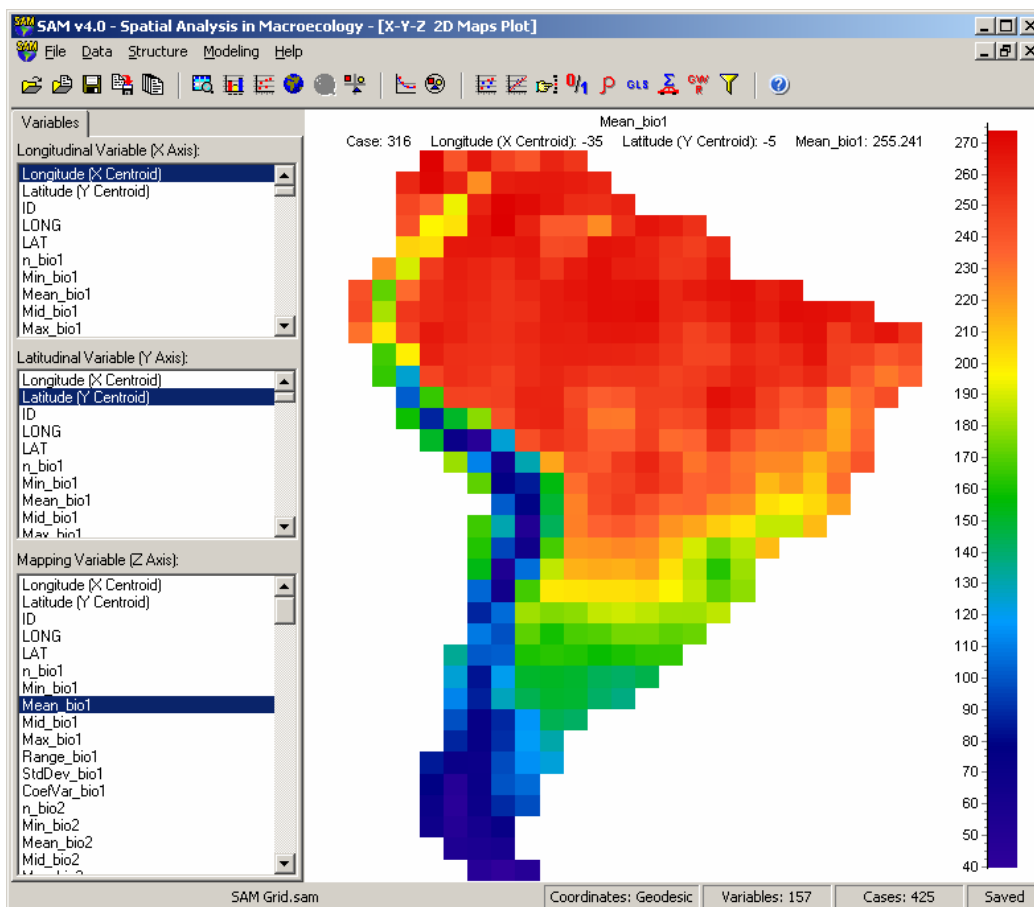 SAM v4.0 - Spatial Analysis in Macroecology - [X-Y-Z 2D Maps Plot]
File Data Structure Modeling Help
0/1 ρ GLS Σ GW R
Variables
Longitudinal Variable (X Axis):
Longitude (X Centroid)
Latitude (Y Centroid)
ID
LONG
LAT
n_bio1
Min_bio1
Mean_bio1
Mid_bio1
Max_bio1
Latitudinal Variable (Y Axis):
Longitude (X Centroid)
Latitude (Y Centroid)
ID
LONG
LAT
n_bio1
Min_bio1
Mean_bio1
Mid_bio1
Max_bio1
Mapping Variable (Z Axis):
Longitude (X Centroid)
Latitude (Y Centroid)
ID
LONG
LAT
n_bio1
Min_bio1
Mean_bio1
Mid_bio1
Max_bio1
Range_bio1
StdDev_bio1
CoefVar_bio1
n_bio2
Min_bio2
Mean_bio2
Mid_bio2
Mean_bio1
Case: 316 Longitude (X Centroid): -35 Latitude (Y Centroid): -5 Mean_bio1: 255.241
270
260
250
240
230
220
210
200
190
180
170
160
150
140
130
120
110
100
90
80
70
60
50
40
SAM Grid.sam
Coordinates: Geodesic
Variables: 157
Cases: 425
Saved